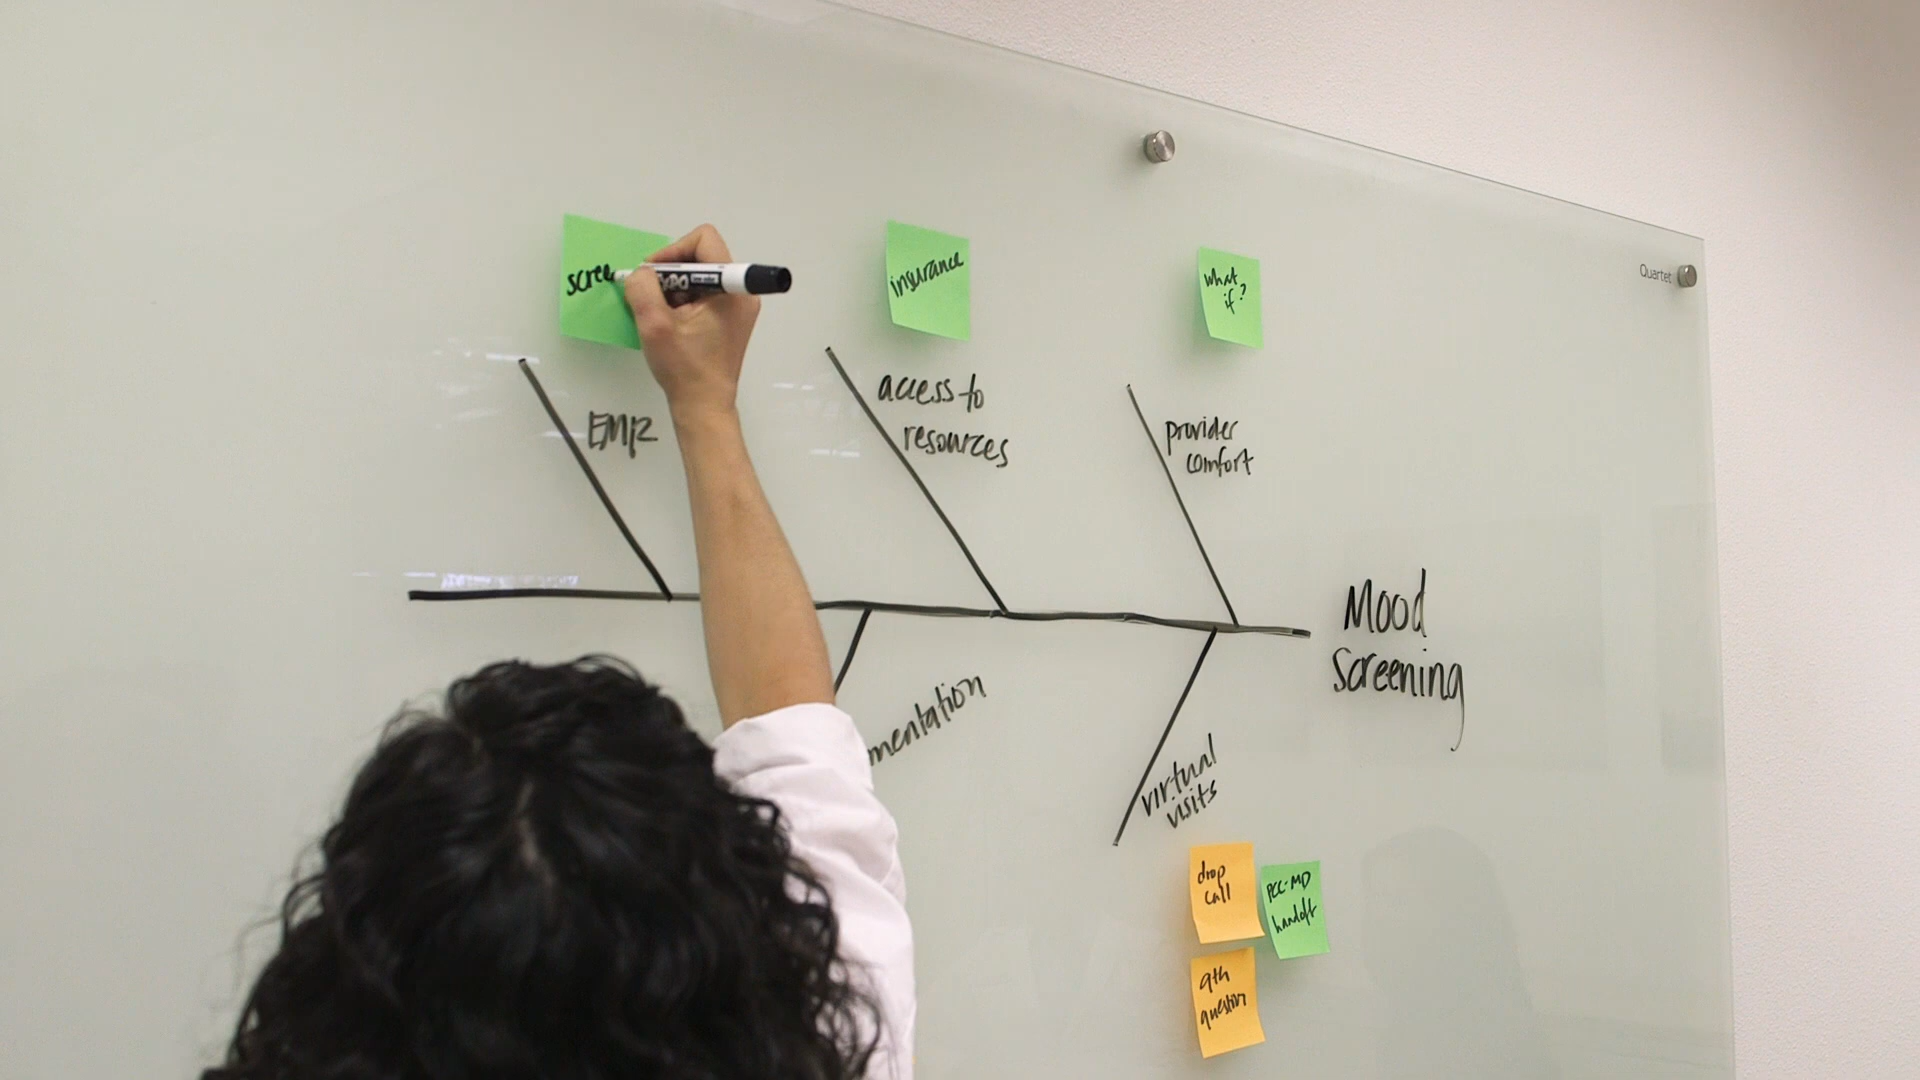 scree
insurance
what
if?
Quartet
EMR
access to
resources
provider
comfort
Mood
screening
mentation
virtual
visits
drop
call
PCC-MD
handoff
9th
question